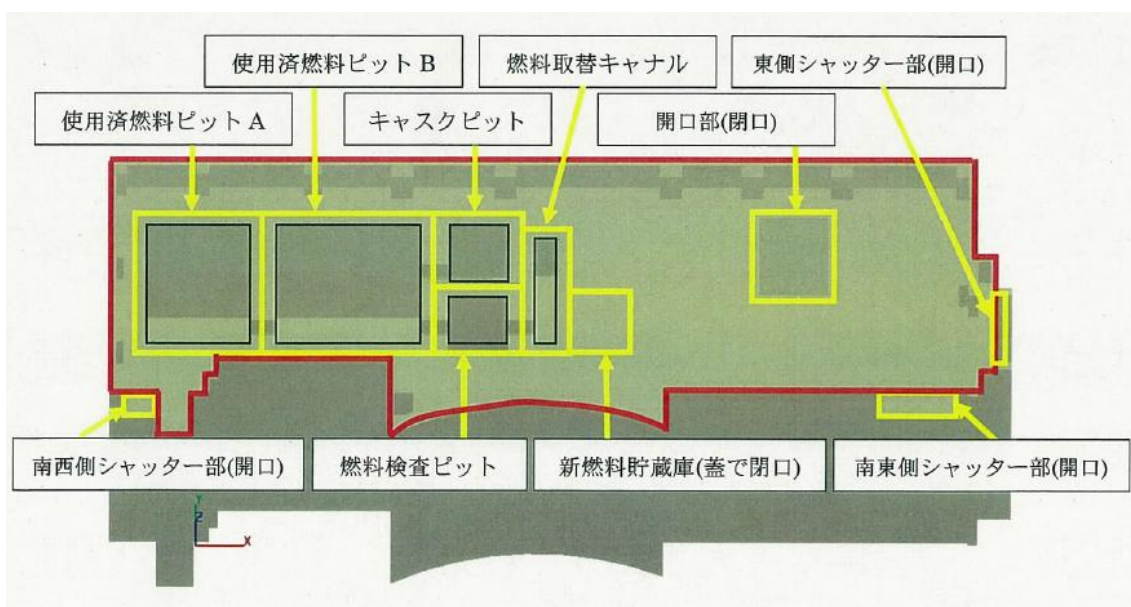 使用済燃料ピット B
燃料取替キャナル
東側シャッター部(開口)
使用済燃料ピット A
キャスクピット
開口部(閉口)
南西側シャッター部(開口)
燃料検査ピット
新燃料貯蔵庫(蓋で閉口)
南東側シャッター部(開口)
Y
Z
X